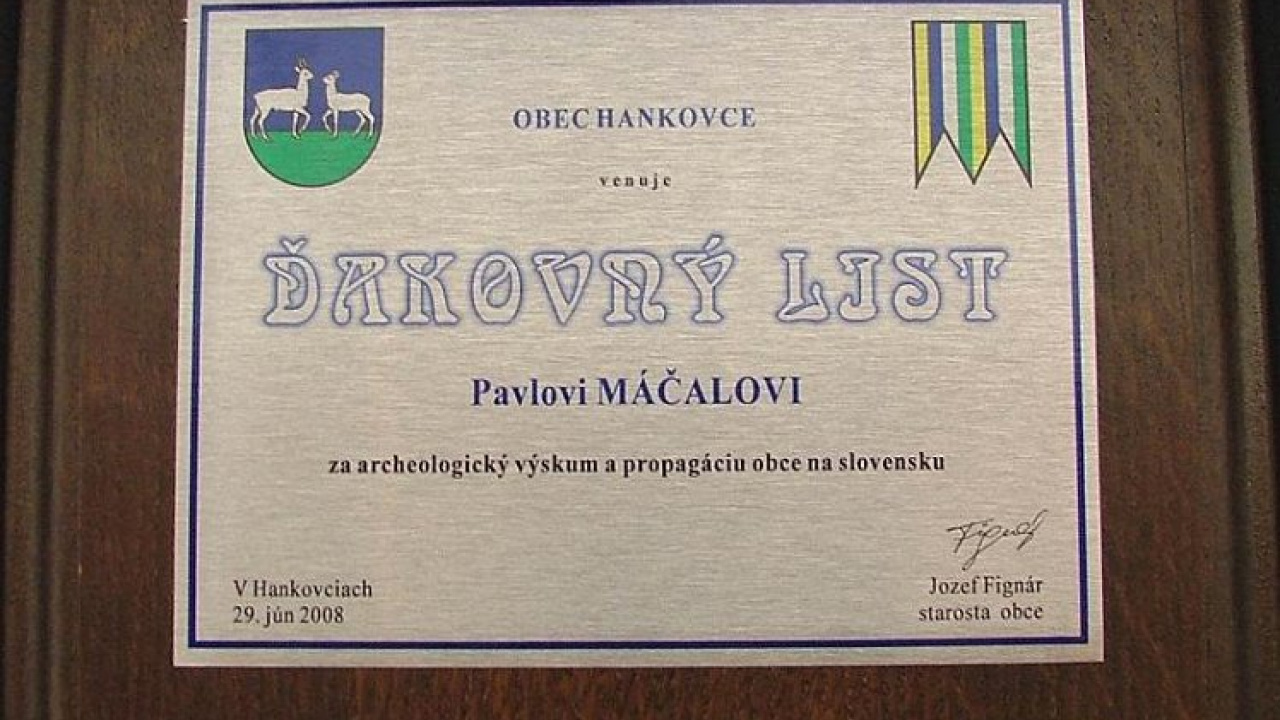 OBEC HANKOVCE
venuje
ĎAKOVNÝ LIST
Pavlovi MÁČALOVI
za archeologický výskum a propagáciu obce na slovensku
V Hankovciach
29. jún 2008
Fignár
Jozef Fignár
starosta obce